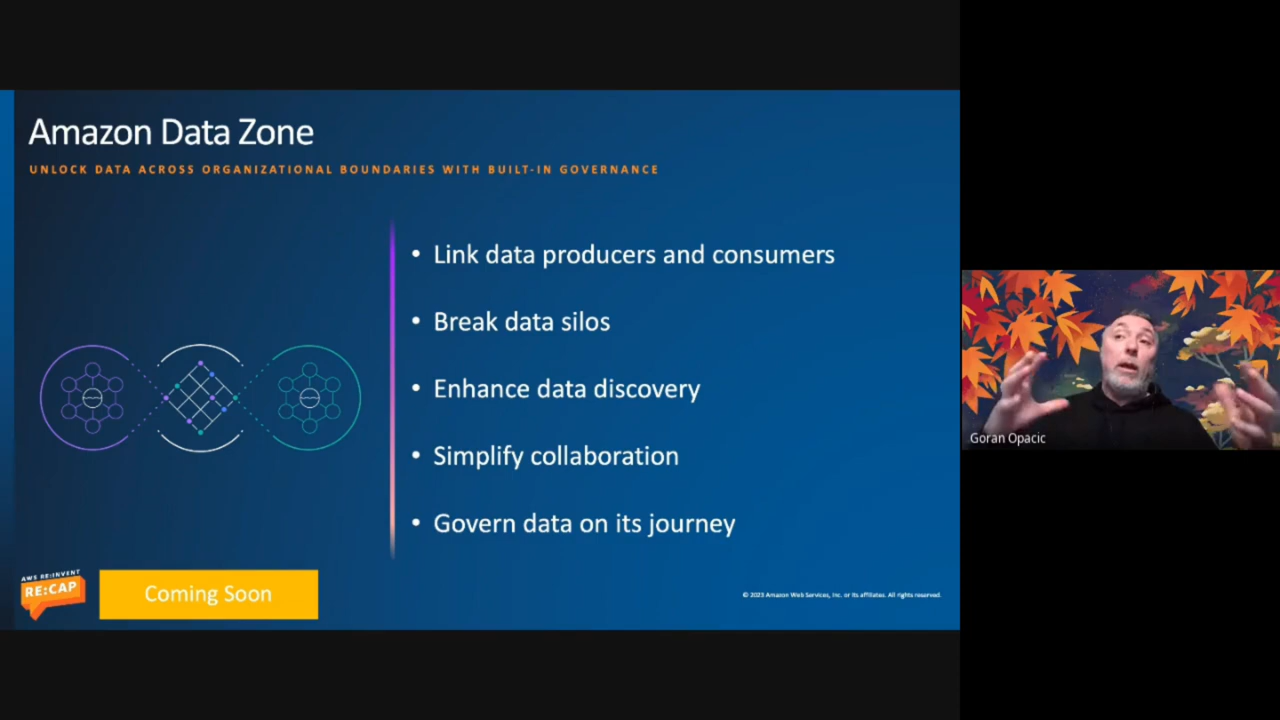 Amazon Data Zone
UNLOCK DATA ACROSS ORGANIZATIONAL BOUNDARIES WITH BUILT-IN GOVERNANCE
• Link data producers and consumers
• Break data silos
• Enhance data discovery
• Simplify collaboration
• Govern data on its journey
AWS RE:INVENT
RE:CAP
Coming Soon
© 2023 Amazon Web Services, Inc. or its affiliates. All rights reserved.
Goran Opacic